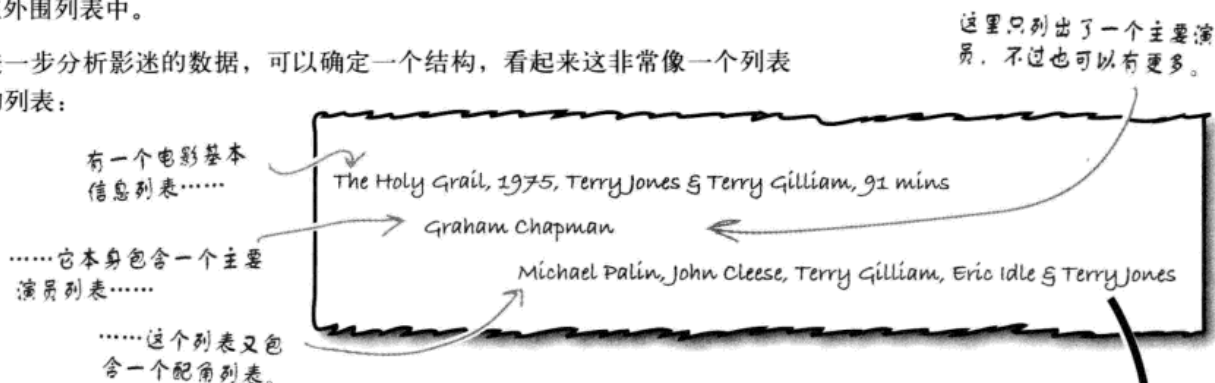 外围列表中。
一步分析影迷的数据，可以确定一个结构，看起来这非常像一个列表
列表：
这里只列出了一个主要演
员，不过也可以有更多。
有一个电影基本
信息列表……
The Holy Grail, 1975, Terry Jones & Terry Gilliam, 91 mins
Graham Chapman
……它本身包含一个主要
演员列表……
Michael Palin, John Cleese, Terry Gilliam, Eric Idle & Terry Jones
……这个列表又包
含一个配角列表。